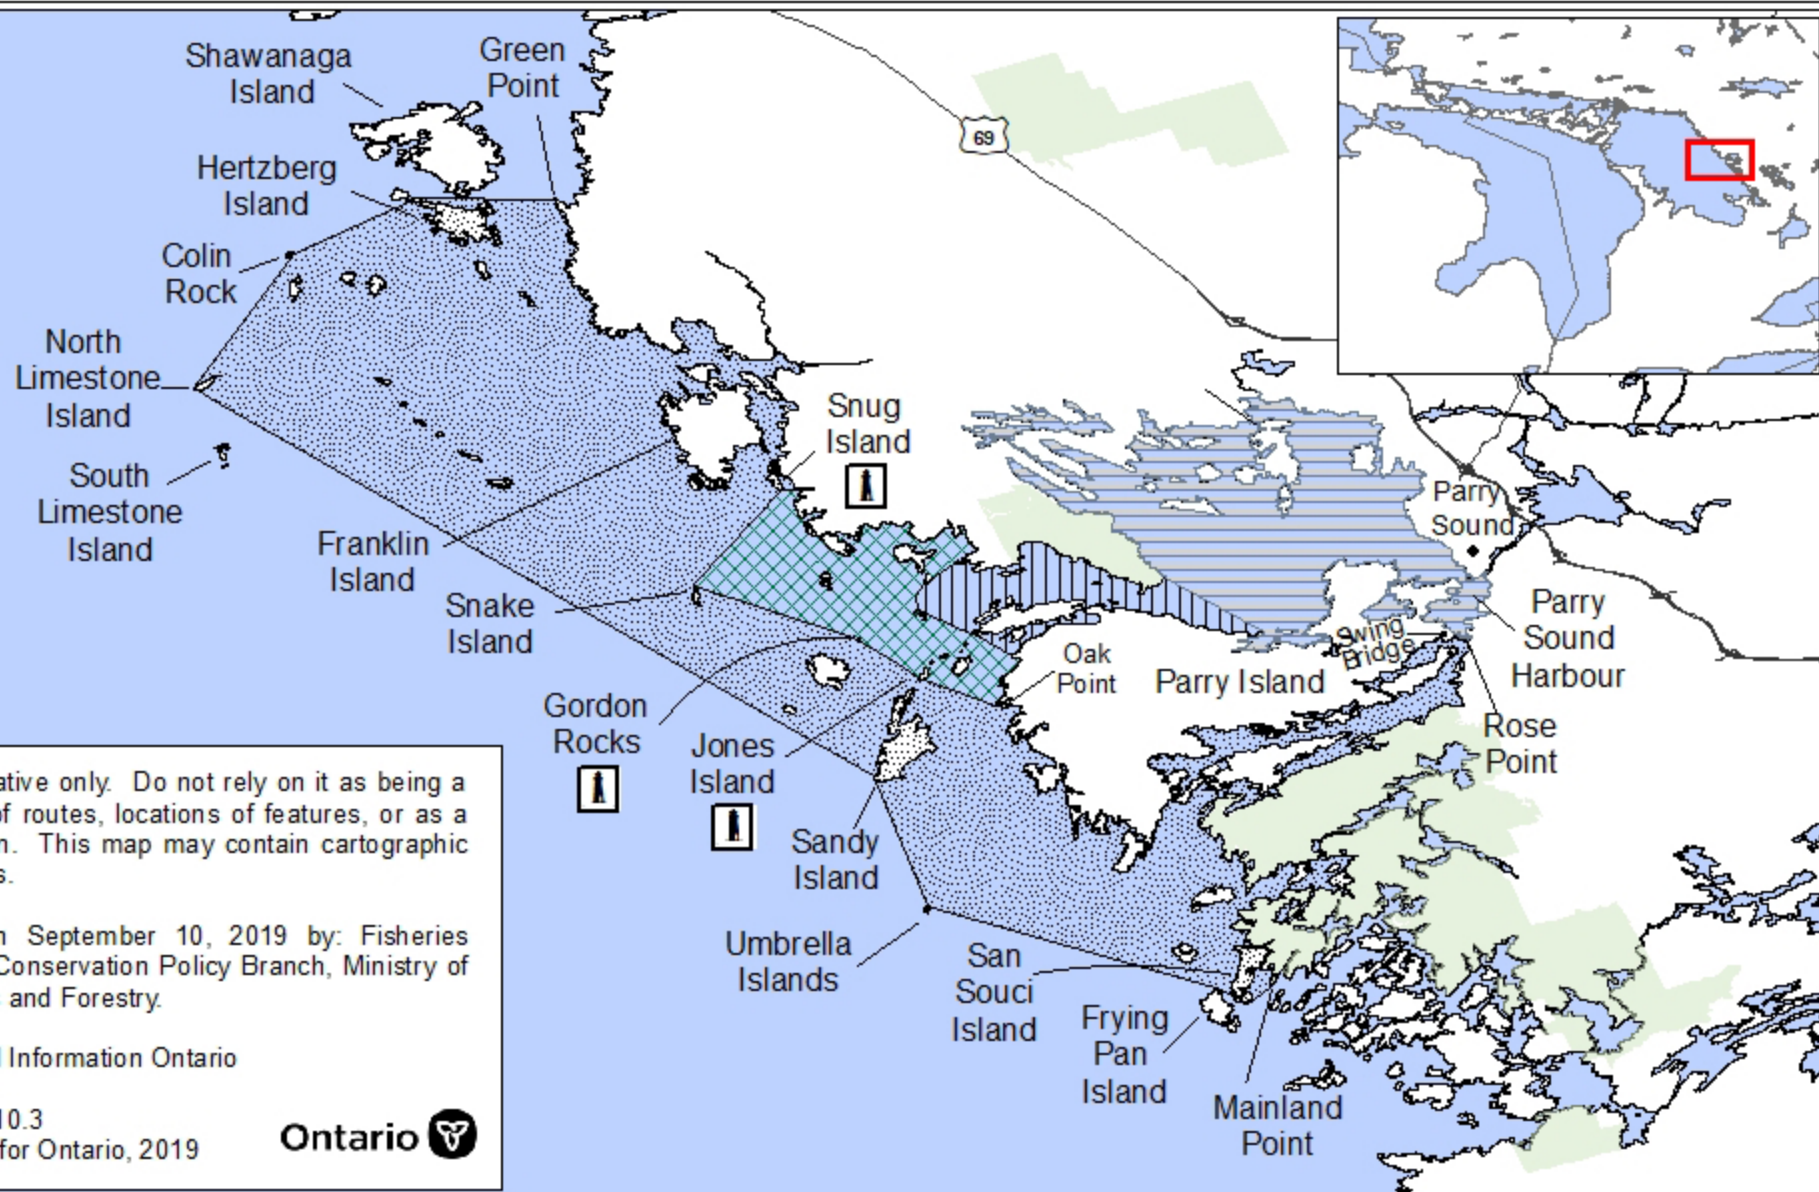 Shawanaga
Island
Green
Point
69
Hertzberg
Island
Colin
Rock
North
Limestone
Island
South
Limestone
Island
Snug
Island
Franklin
Island
Snake
Island
Parry
Sound
Parry
Sound
Harbour
Swing
Bridge
Oak
Point
Parry Island
Rose
Point
Gordon
Rocks
Jones
Island
Sandy
Island
Umbrella
Islands
San
Souci
Island
Frying
Pan
Island
Mainland
Point
ative only. Do not rely on it as being a
of routes, locations of features, or as a
n. This map may contain cartographic
s.
n September 10, 2019 by: Fisheries
Conservation Policy Branch, Ministry of
and Forestry.
Information Ontario
10.3
for Ontario, 2019
Ontario